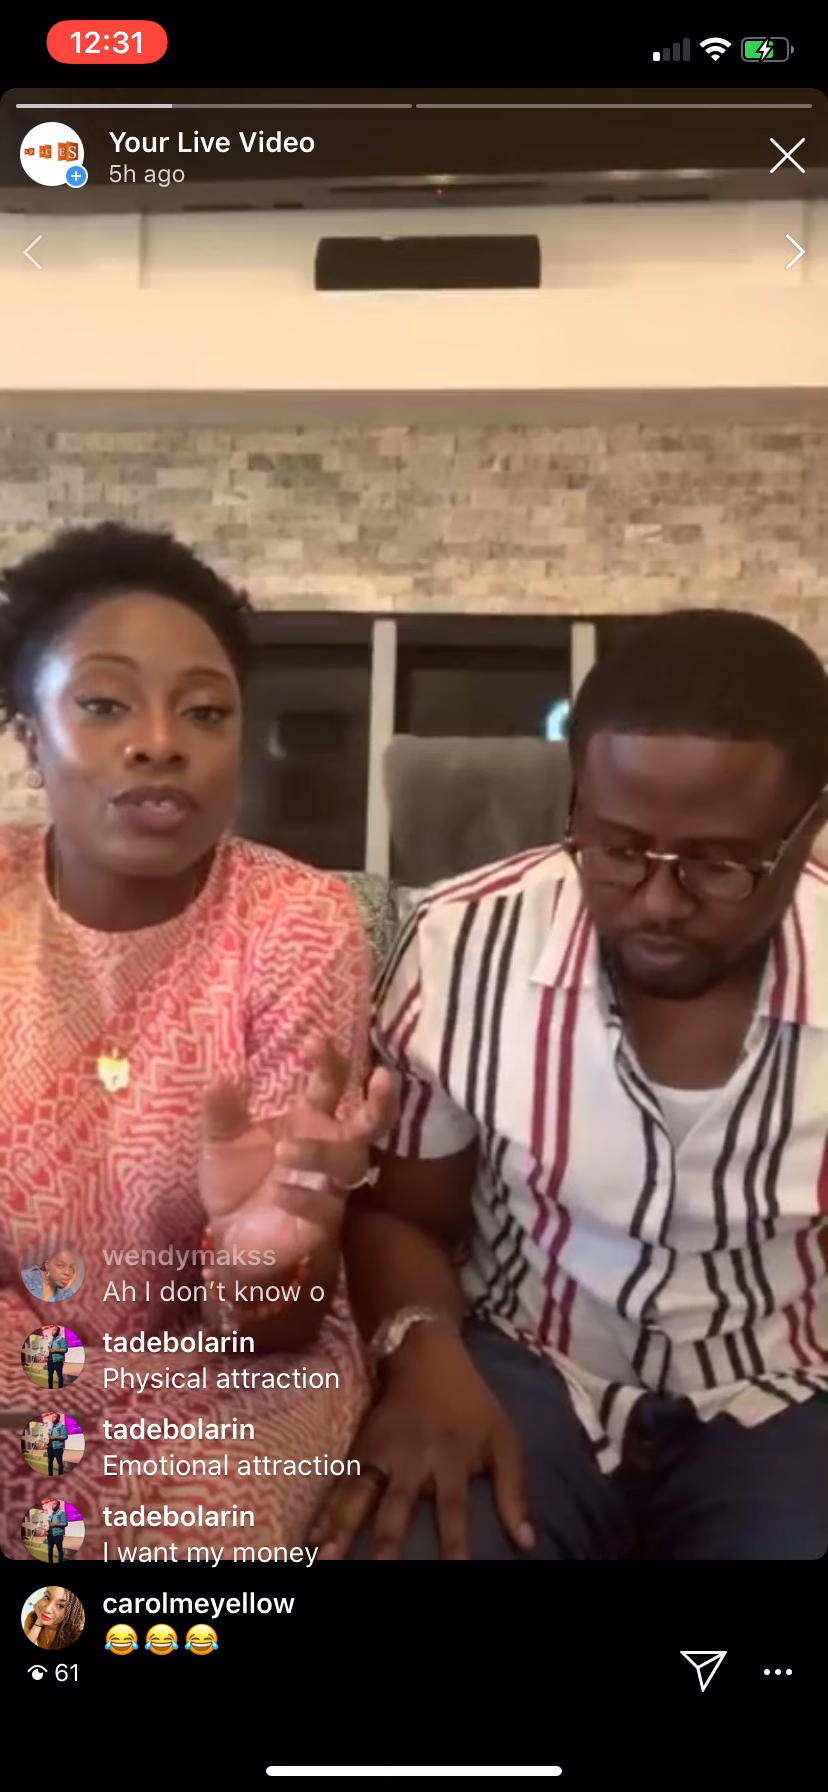 12:31
Your Live Video
5h ago
wendymakss
Ah I don't know o
tadebolarin
Physical attraction
tadebolarin
Emotional attraction
tadebolarin
I want my money
carolmeyellow
😂😂😂
61